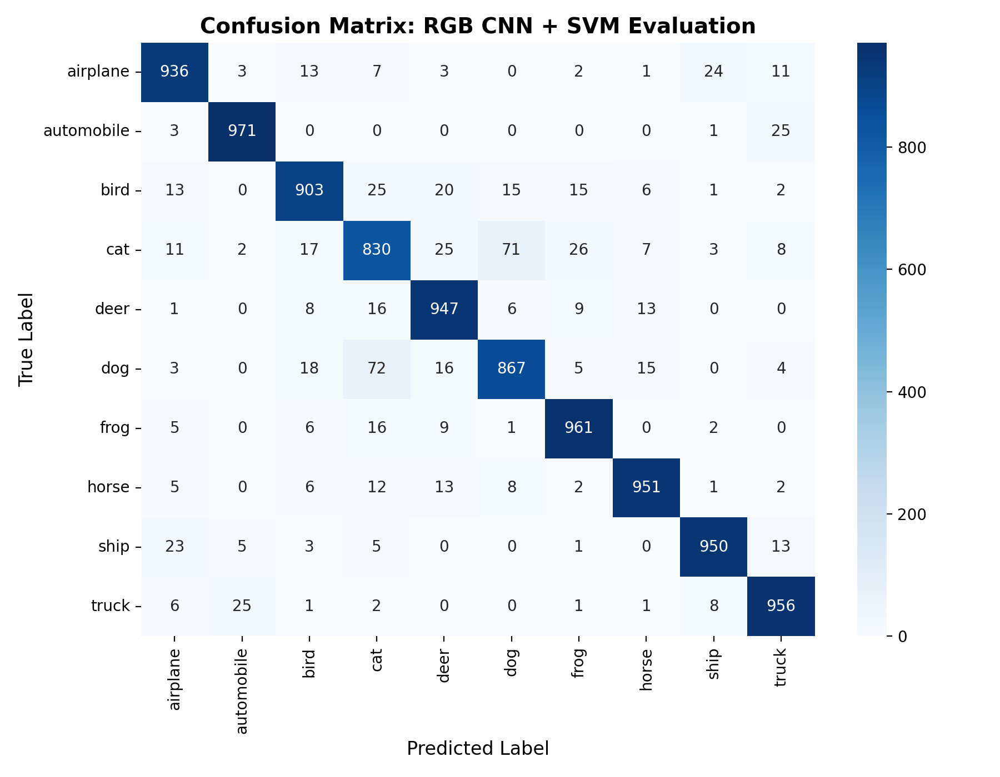 Confusion Matrix: RGB CNN + SVM Evaluation
airplane 936 3 13 7 3 0 2 1 24 11
automobile 3 971 0 0 0 0 0 0 1 25
bird 13 0 903 25 20 15 15 6 1 2
cat 11 2 17 830 25 71 26 7 3 8
deer 1 0 8 16 947 6 9 13 0 0
dog 3 0 18 72 16 867 5 15 0 4
frog 5 0 6 16 9 1 961 0 2 0
horse 5 0 6 12 13 8 2 951 1 2
ship 23 5 3 5 0 0 1 0 950 13
truck 6 25 1 2 0 0 1 1 8 956
True Label
airplane automobile bird cat deer dog frog horse ship truck
Predicted Label
800
600
400
200
0